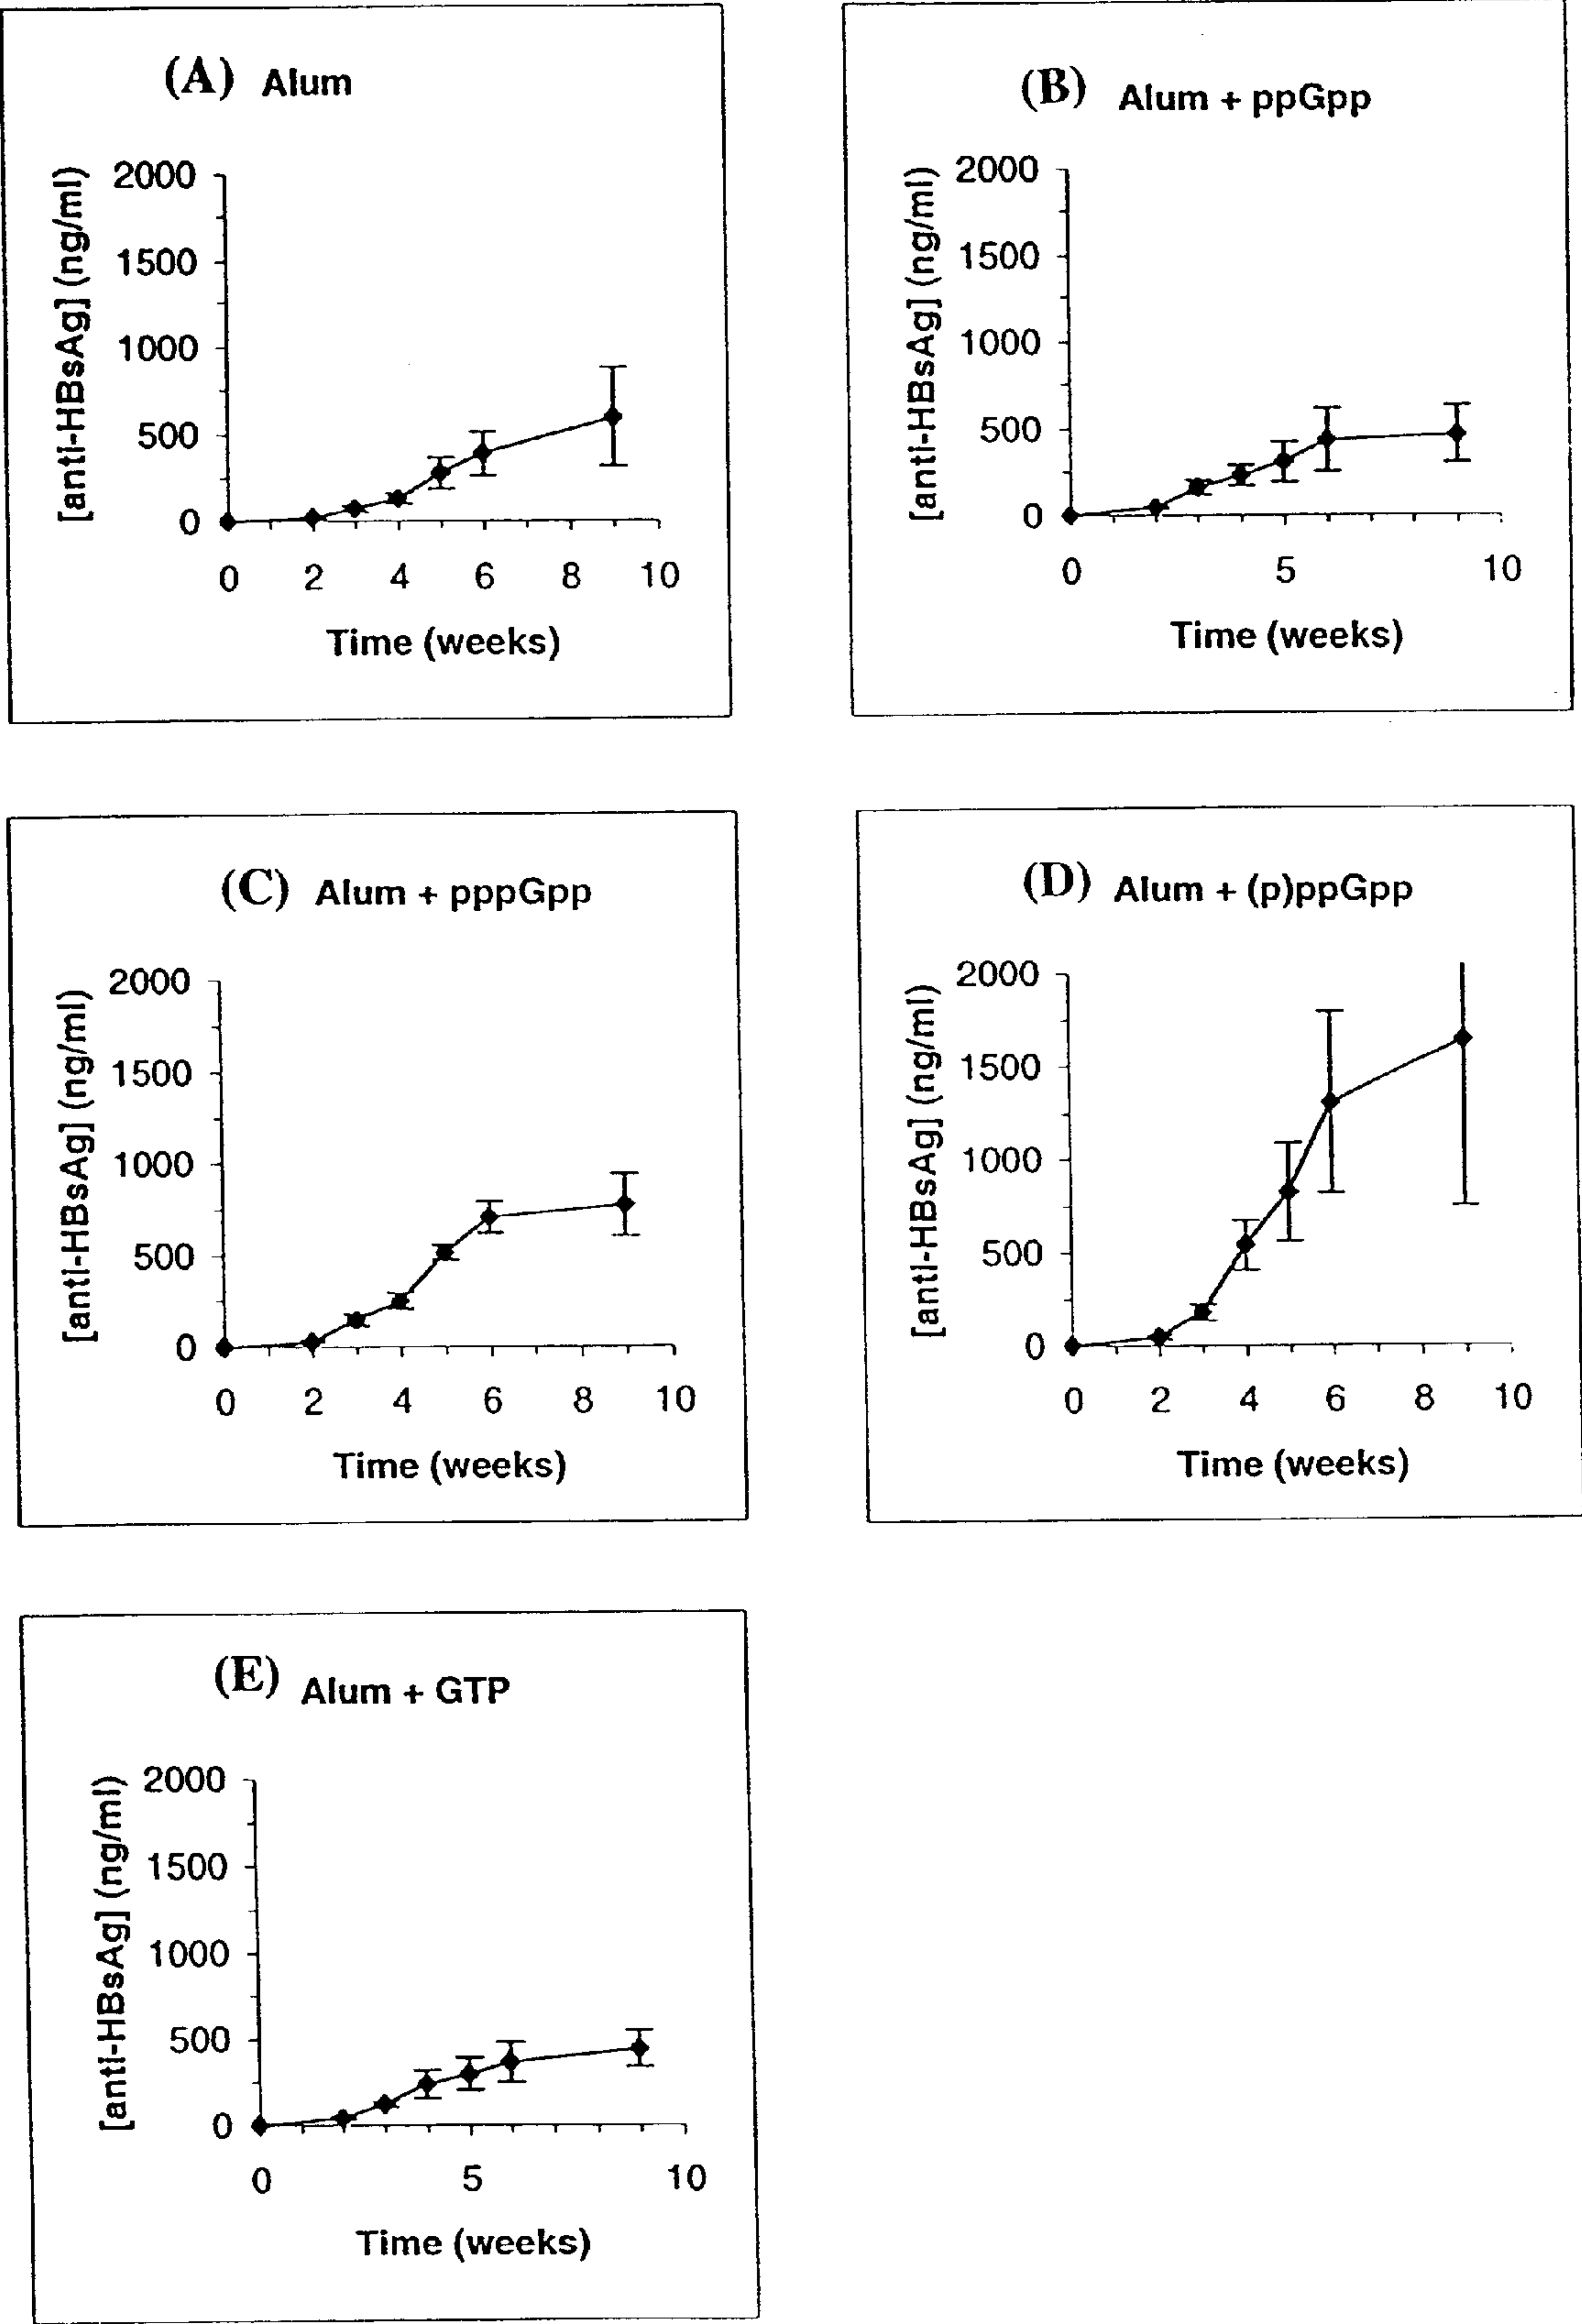 (A) Alum
[anti-HBsAg] (ng/ml)
2000
1500
1000
500
0
0 2 4 6 8 10
Time (weeks)
(B) Alum + ppGpp
[anti-HBsAg] (ng/ml)
2000
1500
1000
500
0
0 5 10
Time (weeks)
(C) Alum + pppGpp
[anti-HBsAg] (ng/ml)
2000
1500
1000
500
0
0 2 4 6 8 10
Time (weeks)
(D) Alum + (p)ppGpp
[anti-HBsAg] (ng/ml)
2000
1500
1000
500
0
0 2 4 6 8 10
Time (weeks)
(E) Alum + GTP
[anti-HBsAg] (ng/ml)
2000
1500
1000
500
0
0 5 10
Time (weeks)